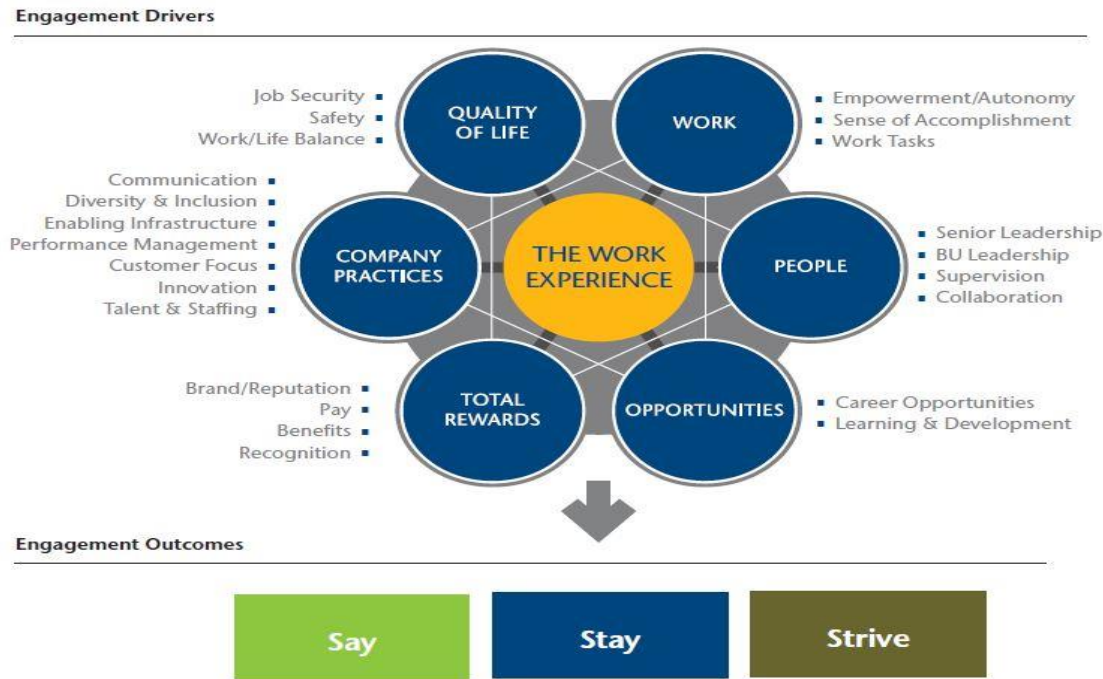 Engagement Drivers
Job Security
Safety
Work/Life Balance
QUALITY
OF LIFE
WORK
Empowerment/Autonomy
Sense of Accomplishment
Work Tasks
Communication
Diversity & Inclusion
Enabling Infrastructure
Performance Management
Customer Focus
Innovation
Talent & Staffing
COMPANY
PRACTICES
THE WORK
EXPERIENCE
PEOPLE
Senior Leadership
BU Leadership
Supervision
Collaboration
Brand/Reputation
Pay
Benefits
Recognition
TOTAL
REWARDS
OPPORTUNITIES
Career Opportunities
Learning & Development
Engagement Outcomes
Say
Stay
Strive